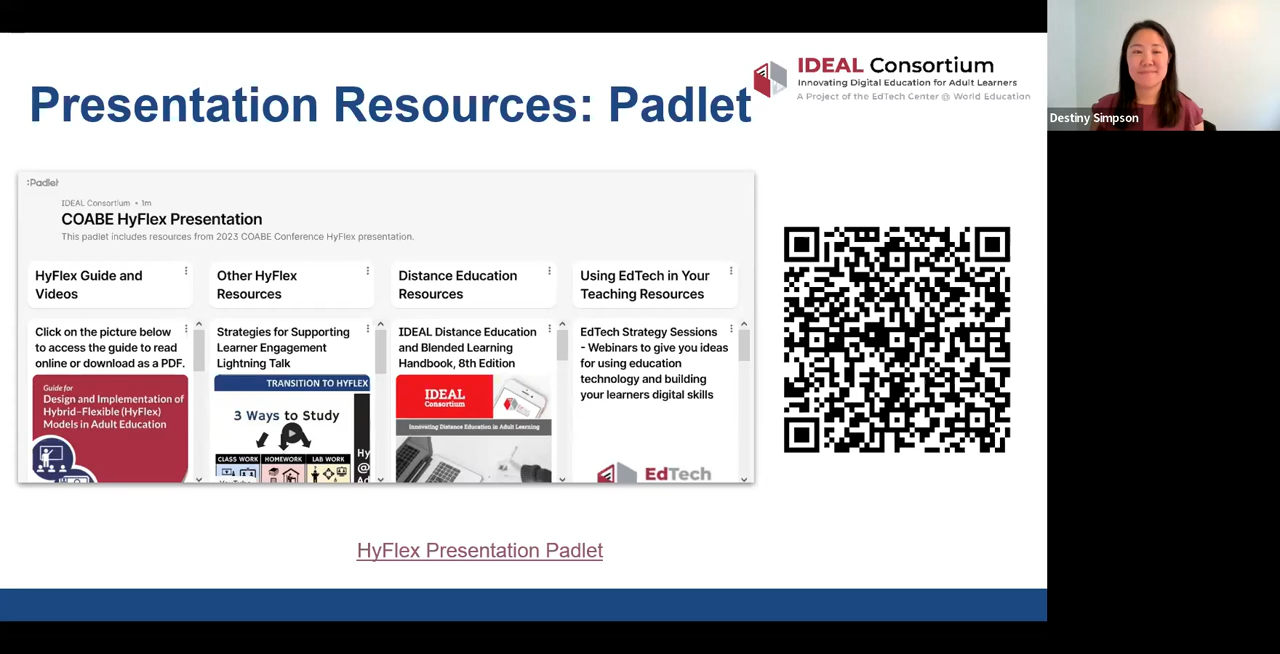 Presentation Resources: Padlet
IDEAL Consortium
Innovating Digital Education for Adult Learners
A Project of the EdTech Center @ World Education
Destiny Simpson
:Padlet
IDEAL Consortium • 1m
COABE HyFlex Presentation
This padlet includes resources from 2023 COABE Conference HyFlex presentation.
HyFlex Guide and
Videos
Click on the picture below
to access the guide to read
online or download as a PDF.
Guide for
Design and Implementation of
Hybrid–Flexible (HyFlex)
Models in Adult Education
Other HyFlex
Resources
Strategies for Supporting
Learner Engagement
Lightning Talk
TRANSITION TO HYFLEX
3 Ways to Study
CLASS WORK HOMEWORK LAB WORK
Hy
@
Distance Education
Resources
IDEAL Distance Education
and Blended Learning
Handbook, 8th Edition
IDEAL
Consortium
Innovating Distance Education in Adult Learning
Using EdTech in Your
Teaching Resources
EdTech Strategy Sessions
- Webinars to give you ideas
for using education
technology and building
your learners digital skills
EdTech
HyFlex Presentation Padlet